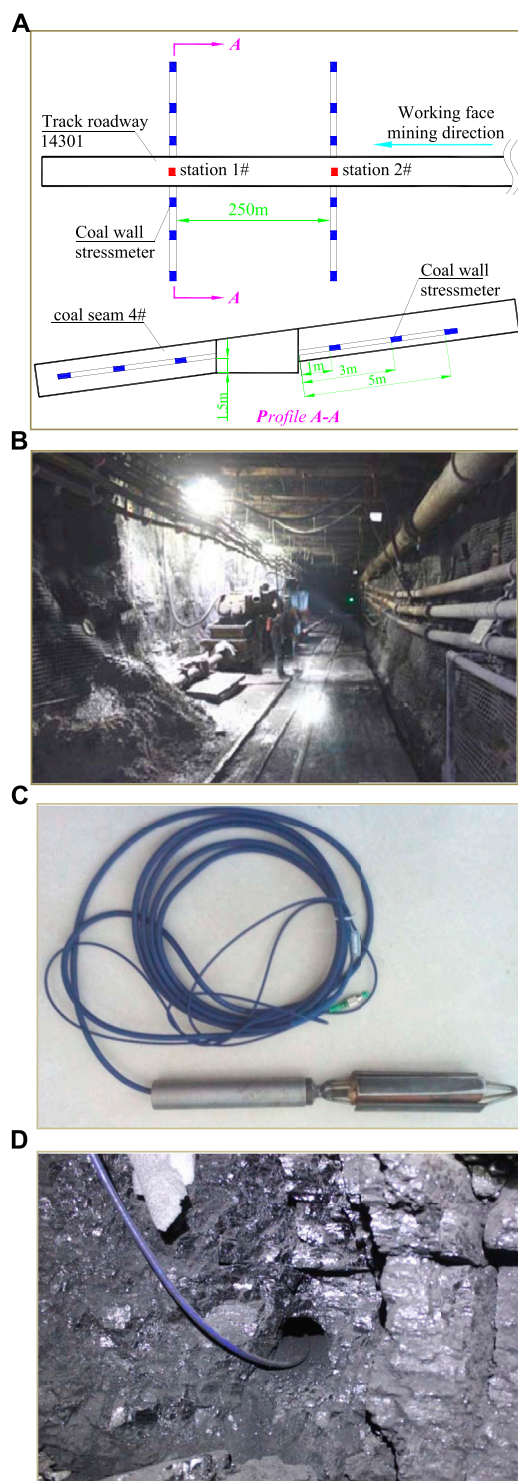 A
A
Working face
mining direction
Track roadway
14301
station 1#
station 2#
250m
Coal wall
stressmeter
A
Coal wall
stressmeter
coal seam 4#
1m
3m
5m
1.5m
Profile A-A
B
C
D